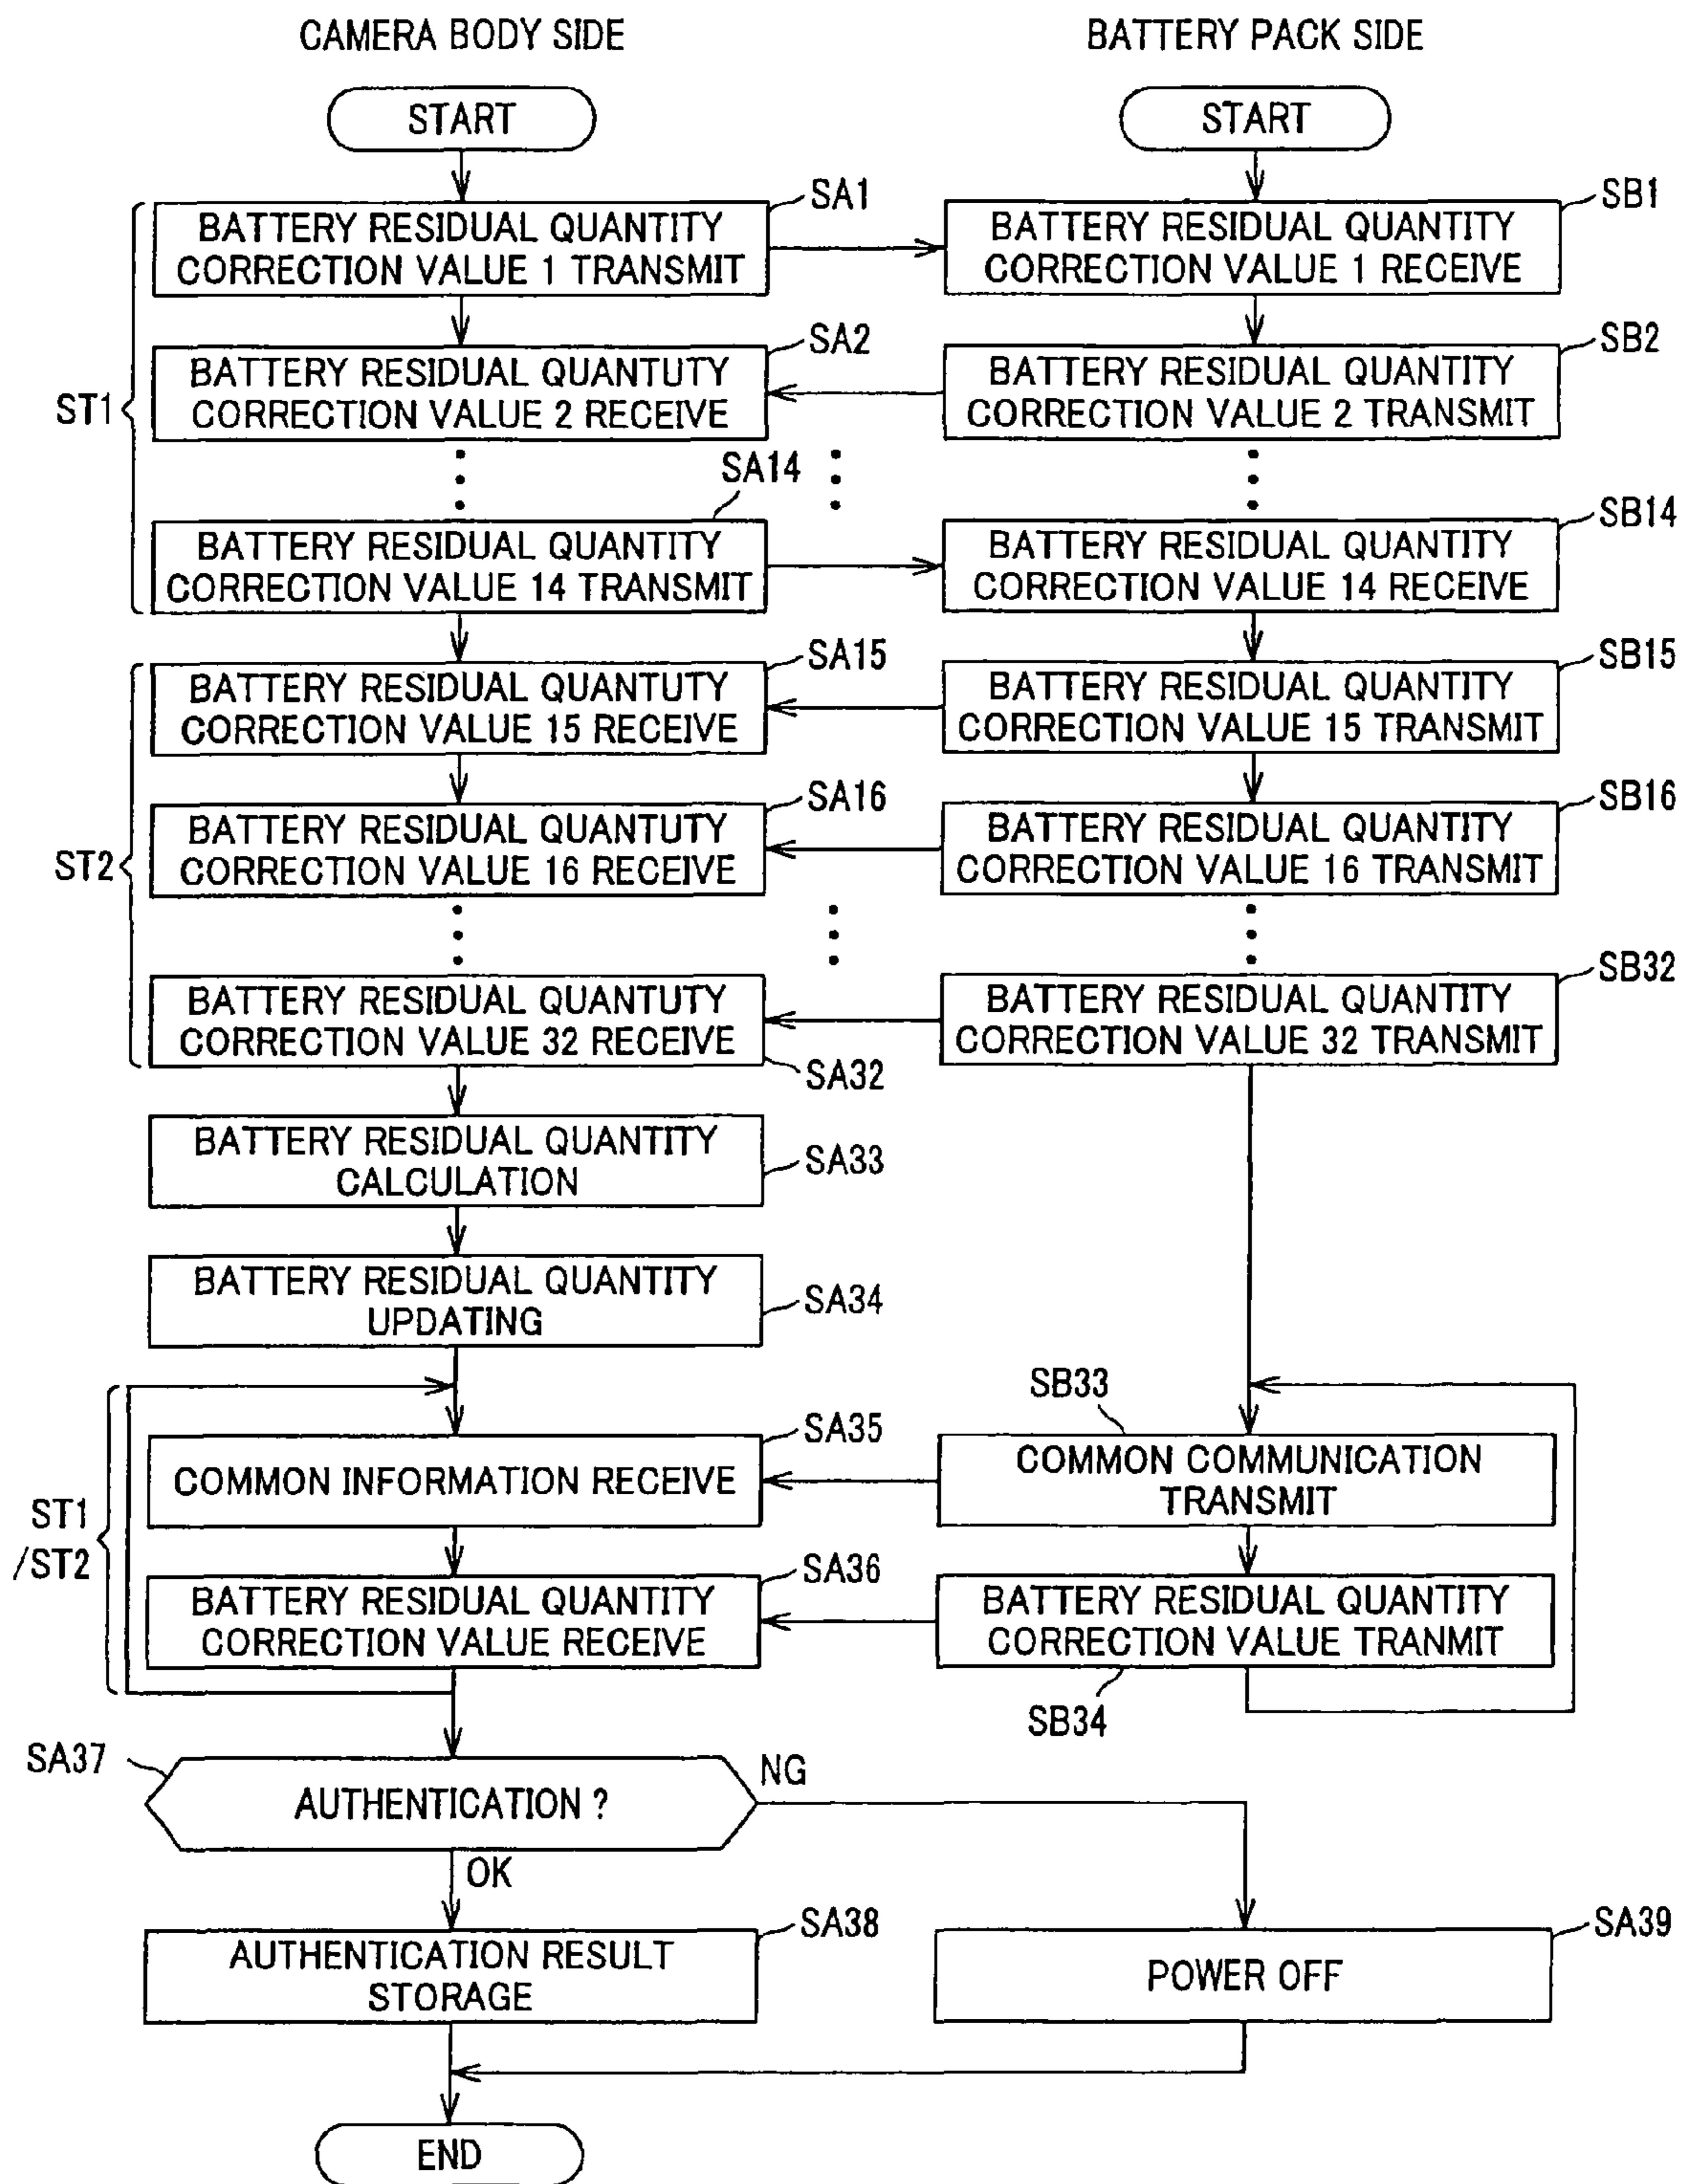 CAMERA BODY SIDE
BATTERY PACK SIDE
START
START
SA1
BATTERY RESIDUAL QUANTITY
CORRECTION VALUE 1 TRANSMIT
SB1
BATTERY RESIDUAL QUANTITY
CORRECTION VALUE 1 RECEIVE
ST1
SA2
BATTERY RESIDUAL QUANTUTY
CORRECTION VALUE 2 RECEIVE
SB2
BATTERY RESIDUAL QUANTITY
CORRECTION VALUE 2 TRANSMIT
SA14
BATTERY RESIDUAL QUANTITY
CORRECTION VALUE 14 TRANSMIT
SB14
BATTERY RESIDUAL QUANTITY
CORRECTION VALUE 14 RECEIVE
SA15
BATTERY RESIDUAL QUANTUTY
CORRECTION VALUE 15 RECEIVE
SB15
BATTERY RESIDUAL QUANTITY
CORRECTION VALUE 15 TRANSMIT
ST2
SA16
BATTERY RESIDUAL QUANTUTY
CORRECTION VALUE 16 RECEIVE
SB16
BATTERY RESIDUAL QUANTITY
CORRECTION VALUE 16 TRANSMIT
BATTERY RESIDUAL QUANTUTY
CORRECTION VALUE 32 RECEIVE
SA32
SB32
BATTERY RESIDUAL QUANTITY
CORRECTION VALUE 32 TRANSMIT
BATTERY RESIDUAL QUANTITY
CALCULATION
SA33
BATTERY RESIDUAL QUANTITY
UPDATING
SA34
ST1
/ST2
SA35
COMMON INFORMATION RECEIVE
SB33
COMMON COMMUNICATION
TRANSMIT
SA36
BATTERY RESIDUAL QUANTITY
CORRECTION VALUE RECEIVE
BATTERY RESIDUAL QUANTITY
CORRECTION VALUE TRANMIT
SB34
SA37
AUTHENTICATION ?
NG
OK
SA38
AUTHENTICATION RESULT
STORAGE
SA39
POWER OFF
END